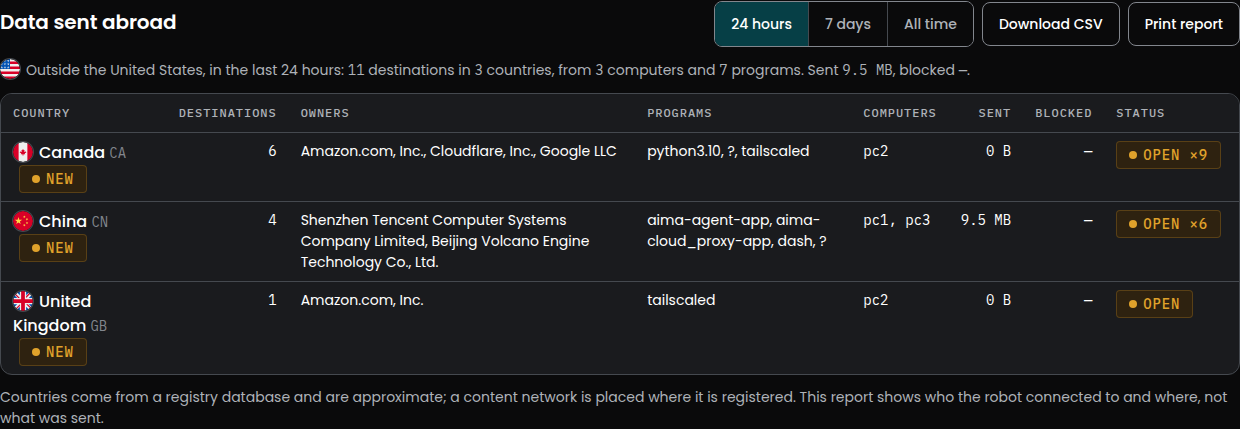 Data sent abroad
24 hours 7 days All time Download CSV Print report
Outside the United States, in the last 24 hours: 11 destinations in 3 countries, from 3 computers and 7 programs. Sent 9.5 MB, blocked —.
COUNTRY DESTINATIONS OWNERS PROGRAMS COMPUTERS SENT BLOCKED STATUS
Canada CA 6 Amazon.com, Inc., Cloudflare, Inc., Google LLC python3.10, ?, tailscaled pc2 0 B — OPEN ×9
NEW
China CN 4 Shenzhen Tencent Computer Systems aima-agent-app, aima- pc1, pc3 9.5 MB — OPEN ×6
NEW Company Limited, Beijing Volcano Engine cloud_proxy-app, dash, ?
Technology Co., Ltd.
United 1 Amazon.com, Inc. tailscaled pc2 0 B — OPEN
Kingdom GB
NEW
Countries come from a registry database and are approximate; a content network is placed where it is registered. This report shows who the robot connected to and where, not
what was sent.